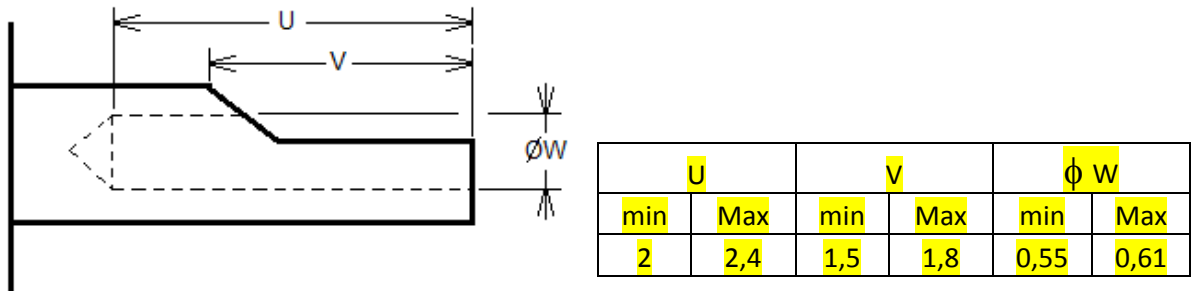 U
V
ØW
U V ϕ W
min Max min Max min Max
2 2,4 1,5 1,8 0,55 0,61